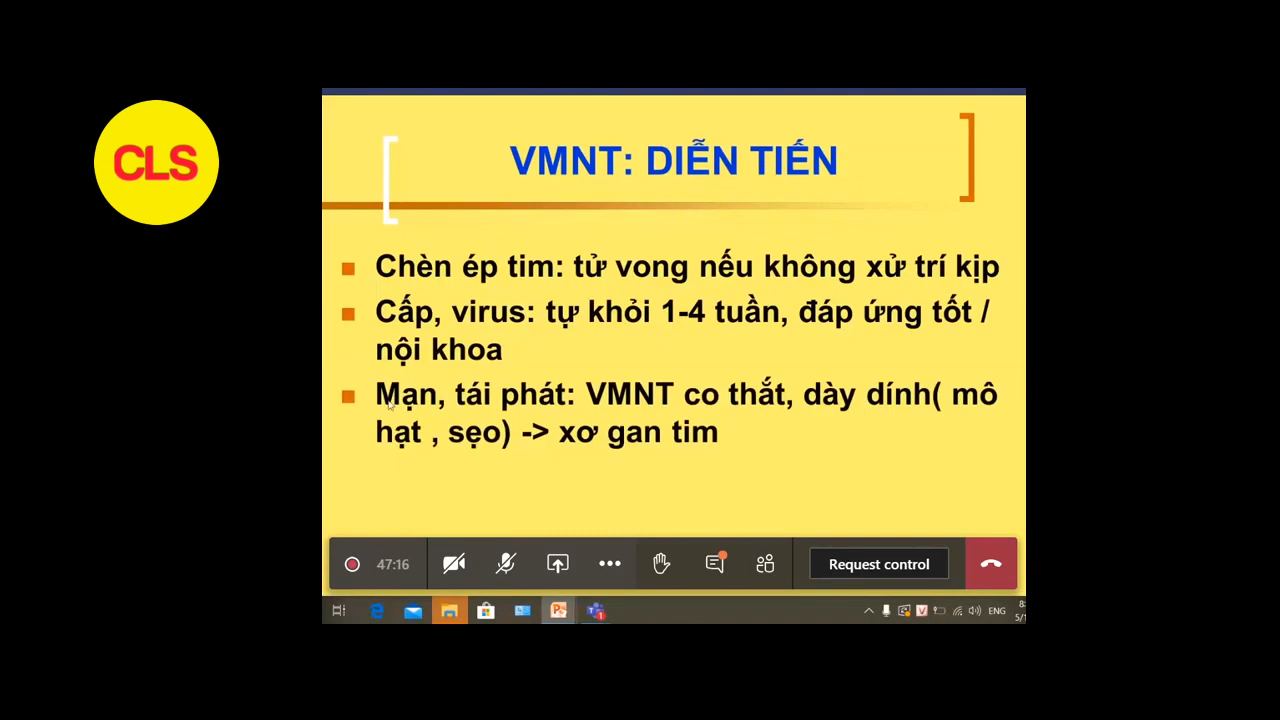 CLS
VMNT: DIỄN TIẾN
Chèn ép tim: tử vong nếu không xử trí kịp
Cấp, virus: tự khỏi 1-4 tuần, đáp ứng tốt /
nội khoa
Mạn, tái phát: VMNT co thắt, dày dính( mô
hạt , sẹo) -> xơ gan tim
47:16
Request control
ENG